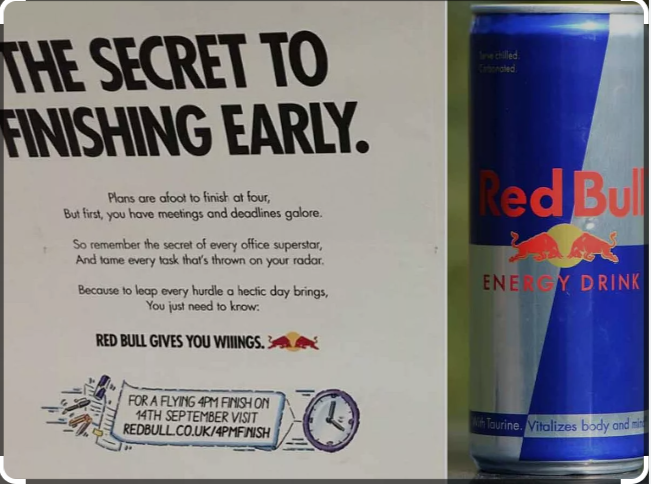 THE SECRET TO
FINISHING EARLY.
Plans are afoot to finish at four,
But first, you have meetings and deadlines galore.
So remember the secret of every office superstar,
And tame every task that's thrown on your radar.
Because to leap every hurdle a hectic day brings,
You just need to know:
RED BULL GIVES YOU WIIINGS.
FOR A FLYING 4PM FINISH ON
14TH SEPTEMBER VISIT
REDBULL.CO.UK/4PMFINISH
Serve chilled.
Carbonated.
Red Bull
ENERGY DRINK
With Taurine. Vitalizes body and mind